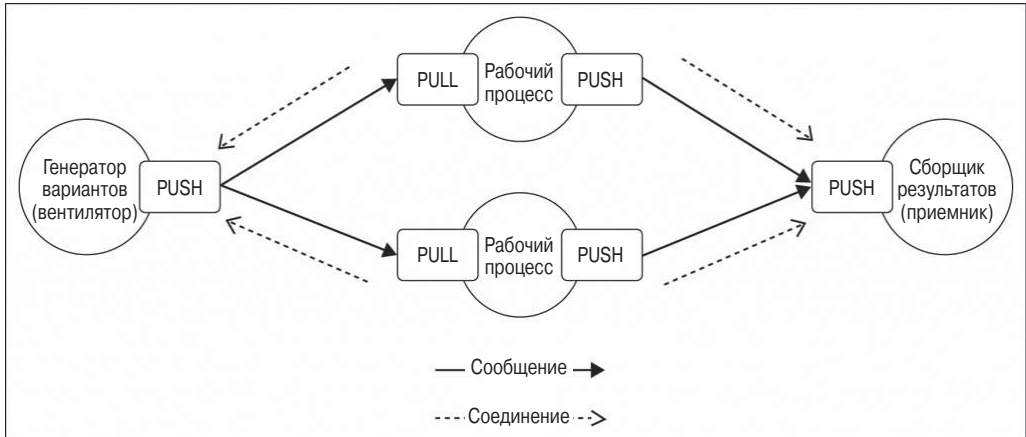 Генератор
вариантов
(вентилятор)
PUSH
PULL
Рабочий
процесс
PUSH
PULL
Рабочий
процесс
PUSH
PUSH
Сборщик
результатов
(приемник)
Сообщение
Соединение